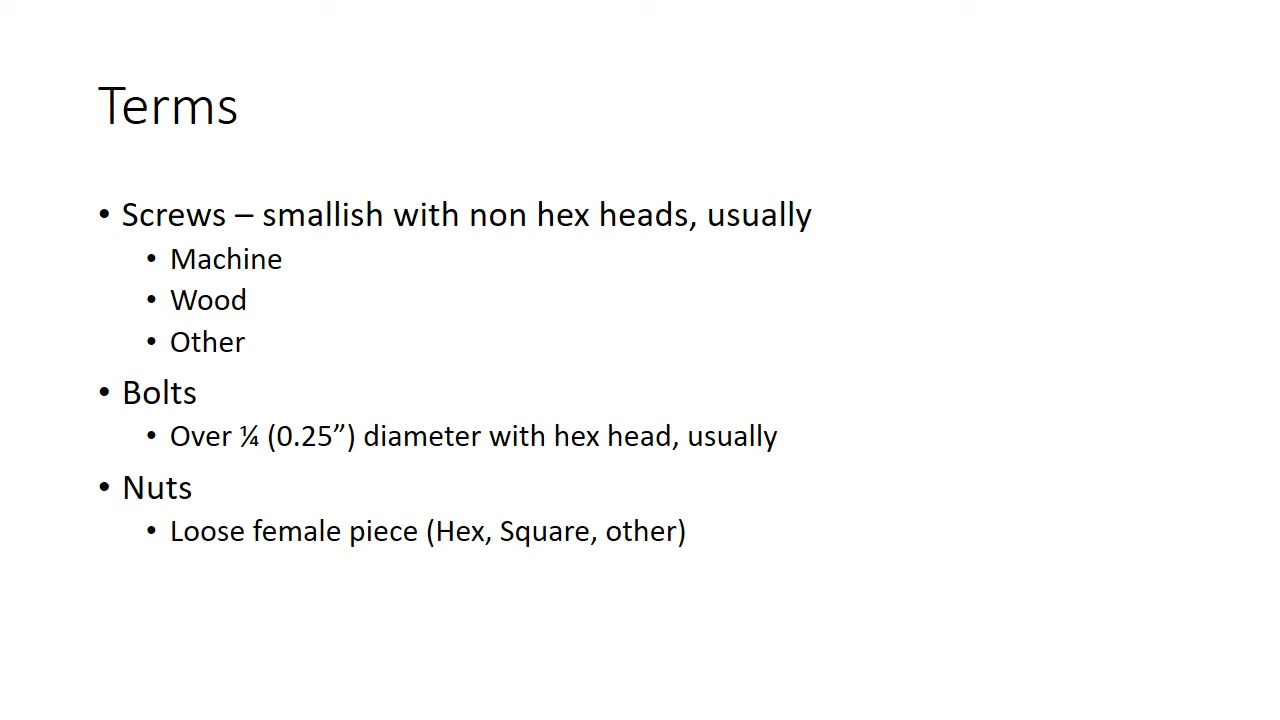 Terms
• Screws – smallish with non hex heads, usually
• Machine
• Wood
• Other
• Bolts
• Over ¼ (0.25”) diameter with hex head, usually
• Nuts
• Loose female piece (Hex, Square, other)